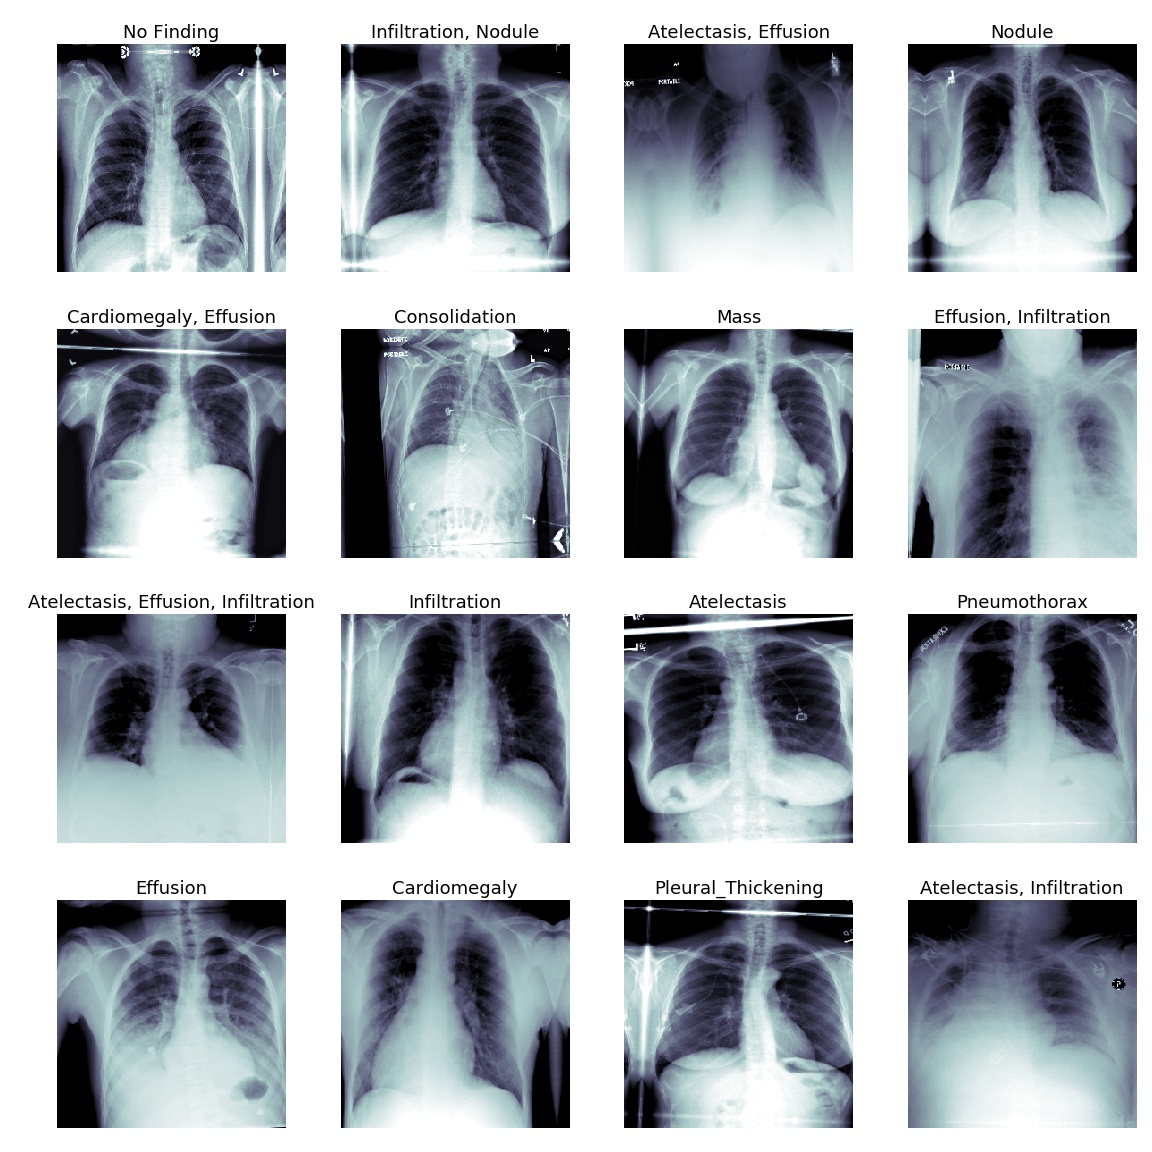 No Finding
Infiltration, Nodule
Atelectasis, Effusion
Nodule
Cardiomegaly, Effusion
Consolidation
Mass
Effusion, Infiltration
Atelectasis, Effusion, Infiltration
Infiltration
Atelectasis
Pneumothorax
Effusion
Cardiomegaly
Pleural_Thickening
Atelectasis, Infiltration